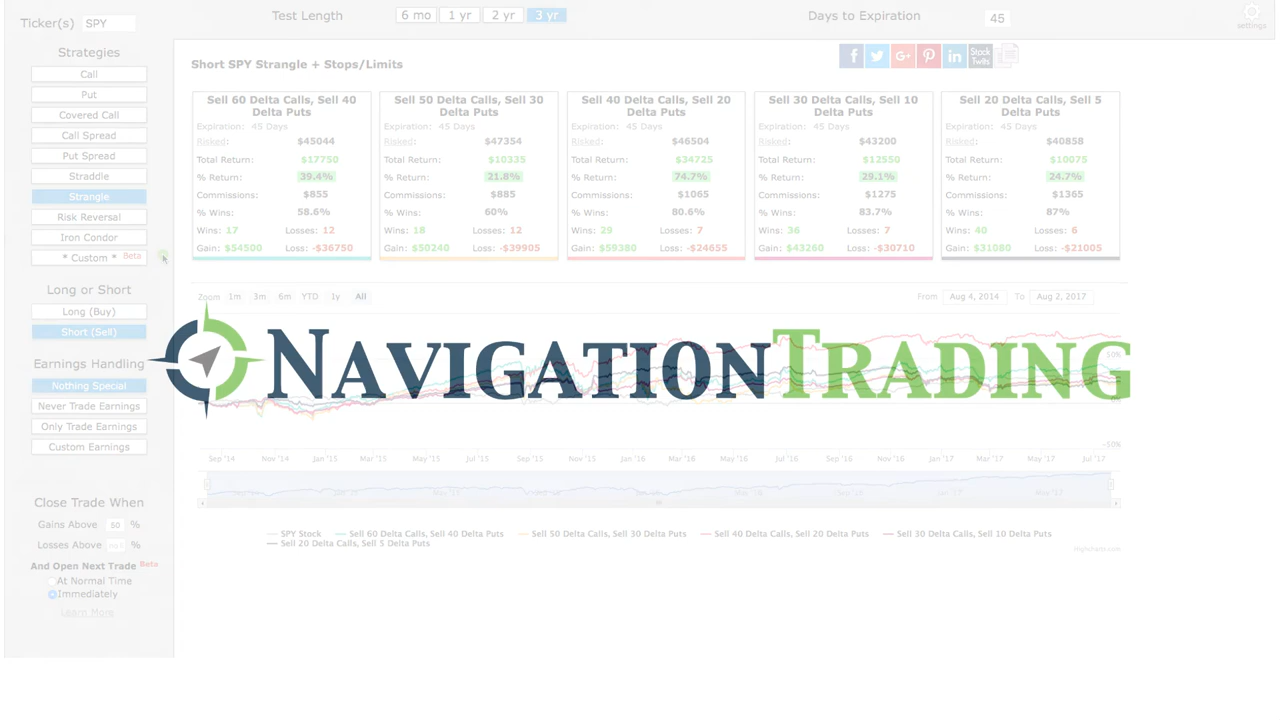 Ticker(s) SPY
Test Length 6 mo 1 yr 2 yr 3 yr
Days to Expiration 45
settings
Strategies
Call
Put
Covered Call
Call Spread
Put Spread
Straddle
Strangle
Risk Reversal
Iron Condor
* Custom * Beta
Long or Short
Long (Buy)
Short (Sell)
Earnings Handling
Nothing Special
Never Trade Earnings
Only Trade Earnings
Custom Earnings
Close Trade When
Gains Above 50 %
Losses Above %
And Open Next Trade Beta
At Normal Time
Immediately
Learn More
Short SPY Strangle + Stops/Limits
Stock
Twits
Sell 60 Delta Calls, Sell 40
Delta Puts
Expiration: 45 Days
Risked: $45044
Total Return: $17750
% Return: 39.4%
Commissions: $855
% Wins: 58.6%
Wins: 17 Losses: 12
Gain: $54500 Loss: -$36750
Sell 50 Delta Calls, Sell 30
Delta Puts
Expiration: 45 Days
Risked: $47354
Total Return: $10335
% Return: 21.8%
Commissions: $885
% Wins: 60%
Wins: 18 Losses: 12
Gain: $50240 Loss: -$39905
Sell 40 Delta Calls, Sell 20
Delta Puts
Expiration: 45 Days
Risked: $46504
Total Return: $34725
% Return: 74.7%
Commissions: $1065
% Wins: 80.6%
Wins: 29 Losses: 7
Gain: $59380 Loss: -$24655
Sell 30 Delta Calls, Sell 10
Delta Puts
Expiration: 45 Days
Risked: $43200
Total Return: $12550
% Return: 29.1%
Commissions: $1275
% Wins: 83.7%
Wins: 36 Losses: 7
Gain: $43260 Loss: -$30710
Sell 20 Delta Calls, Sell 5
Delta Puts
Expiration: 45 Days
Risked: $40858
Total Return: $10075
% Return: 24.7%
Commissions: $1365
% Wins: 87%
Wins: 40 Losses: 6
Gain: $31080 Loss: -$21005
Zoom 1m 3m 6m YTD 1y All
From Aug 4, 2014 To Aug 2, 2017
NAVIGATIONTRADING
50%
-50%
Sep '14 Nov '14 Jan '15 Mar '15 May '15 Jul '15 Sep '15 Nov '15 Jan '16 Mar '16 May '16 Jul '16 Sep '16 Nov '16 Jan '17 Mar '17 May '17 Jul '17
SPY Stock Sell 60 Delta Calls, Sell 40 Delta Puts Sell 50 Delta Calls, Sell 30 Delta Puts Sell 40 Delta Calls, Sell 20 Delta Puts Sell 30 Delta Calls, Sell 10 Delta Puts
Sell 20 Delta Calls, Sell 5 Delta Puts
Highcharts.com